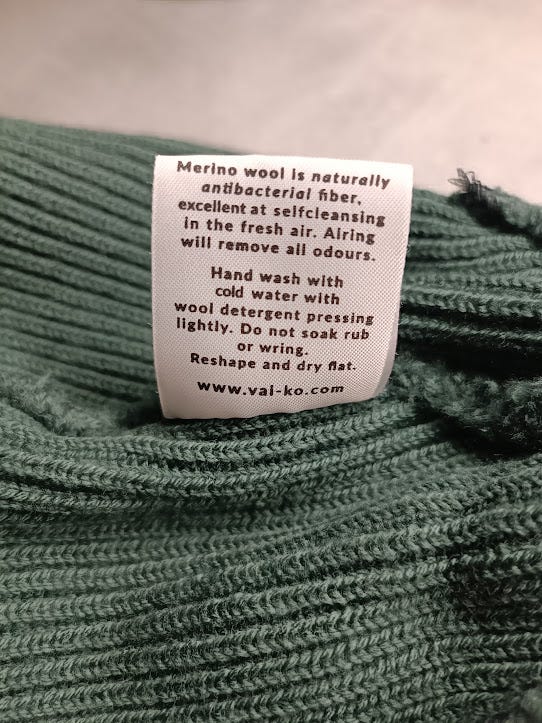 Merino wool is naturally
antibacterial fiber,
excellent at selfcleansing
in the fresh air. Airing
will remove all odours.
Hand wash with
cold water with
wool detergent pressing
lightly. Do not soak rub
or wring.
Reshape and dry flat.
www.vai-ko.com